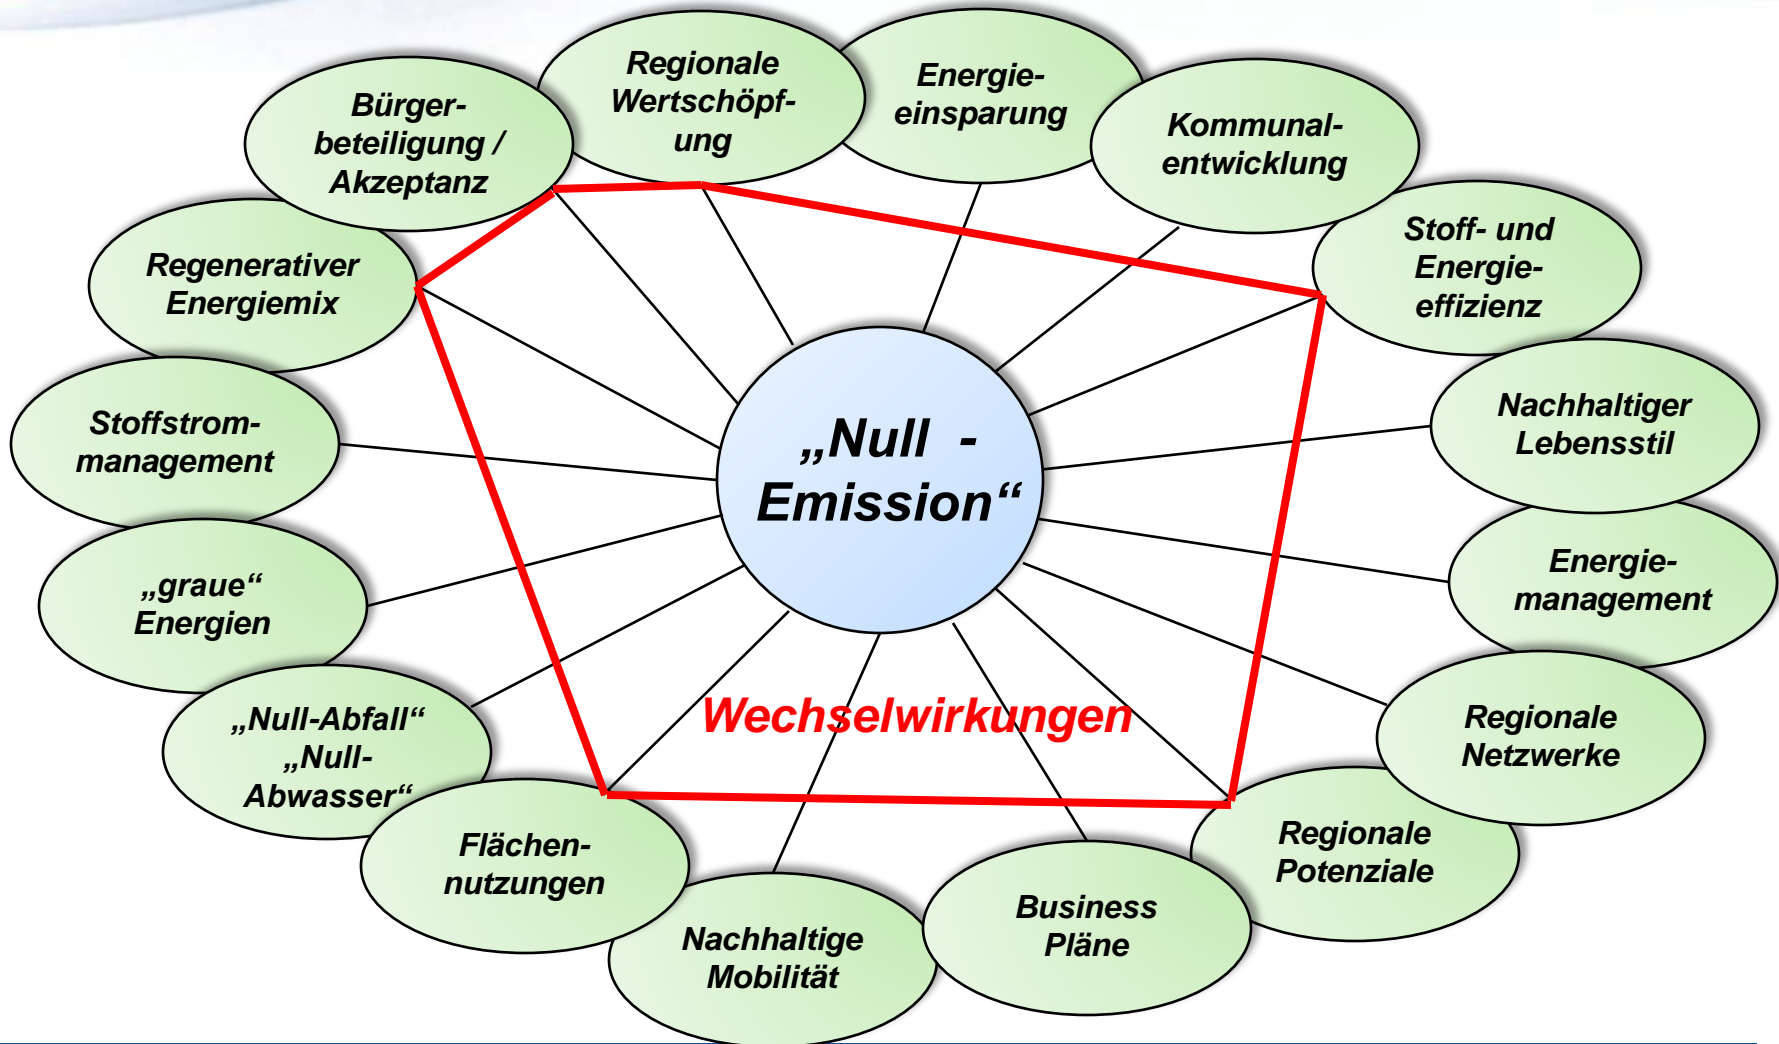 Regionale
Wertschöpf-
ung
Energie-
einsparung
Kommunal-
entwicklung
Stoff- und
Energie-
effizienz
Nachhaltiger
Lebensstil
Energie-
management
Regionale
Netzwerke
Regionale
Potenziale
Business
Pläne
Nachhaltige
Mobilität
Flächen-
nutzungen
„Null-Abfall“
„Null-
Abwasser“
„graue“
Energien
Stoffstrom-
management
Regenerativer
Energiemix
Bürger-
beteiligung /
Akzeptanz
„Null -
Emission“
Wechselwirkungen